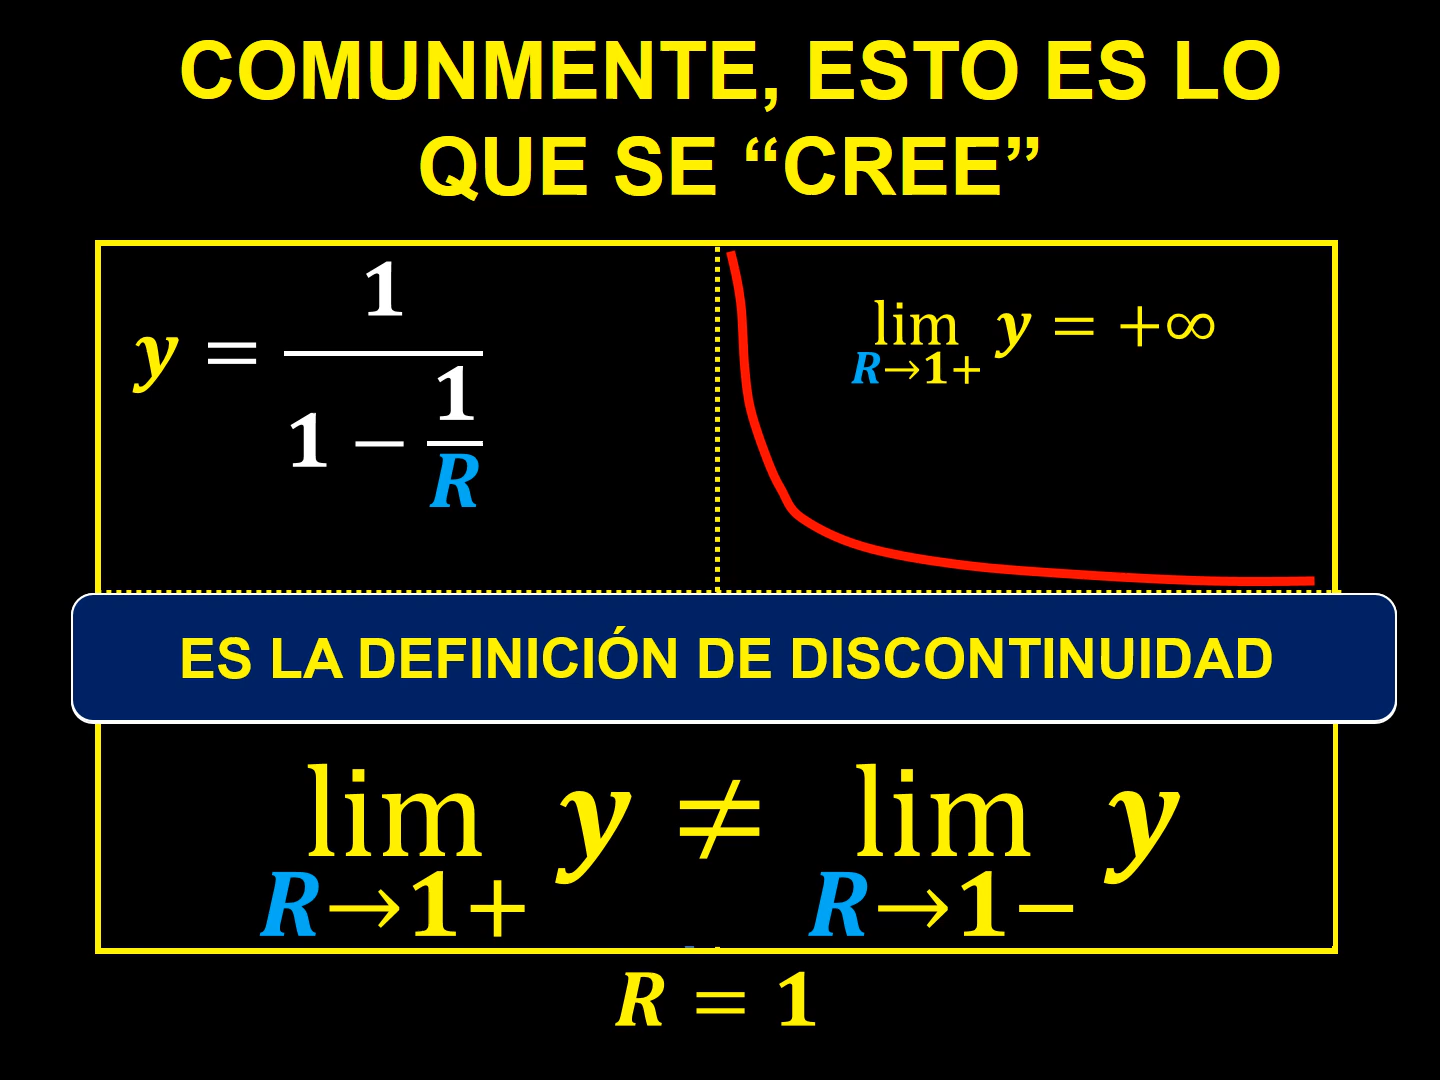 COMUNMENTE, ESTO ES LO
QUE SE “CREE”
y = 1 / (1 − 1/R)
lim R→1+ y = +∞
ES LA DEFINICIÓN DE DISCONTINUIDAD
lim R→1+ y ≠ lim R→1− y
R = 1